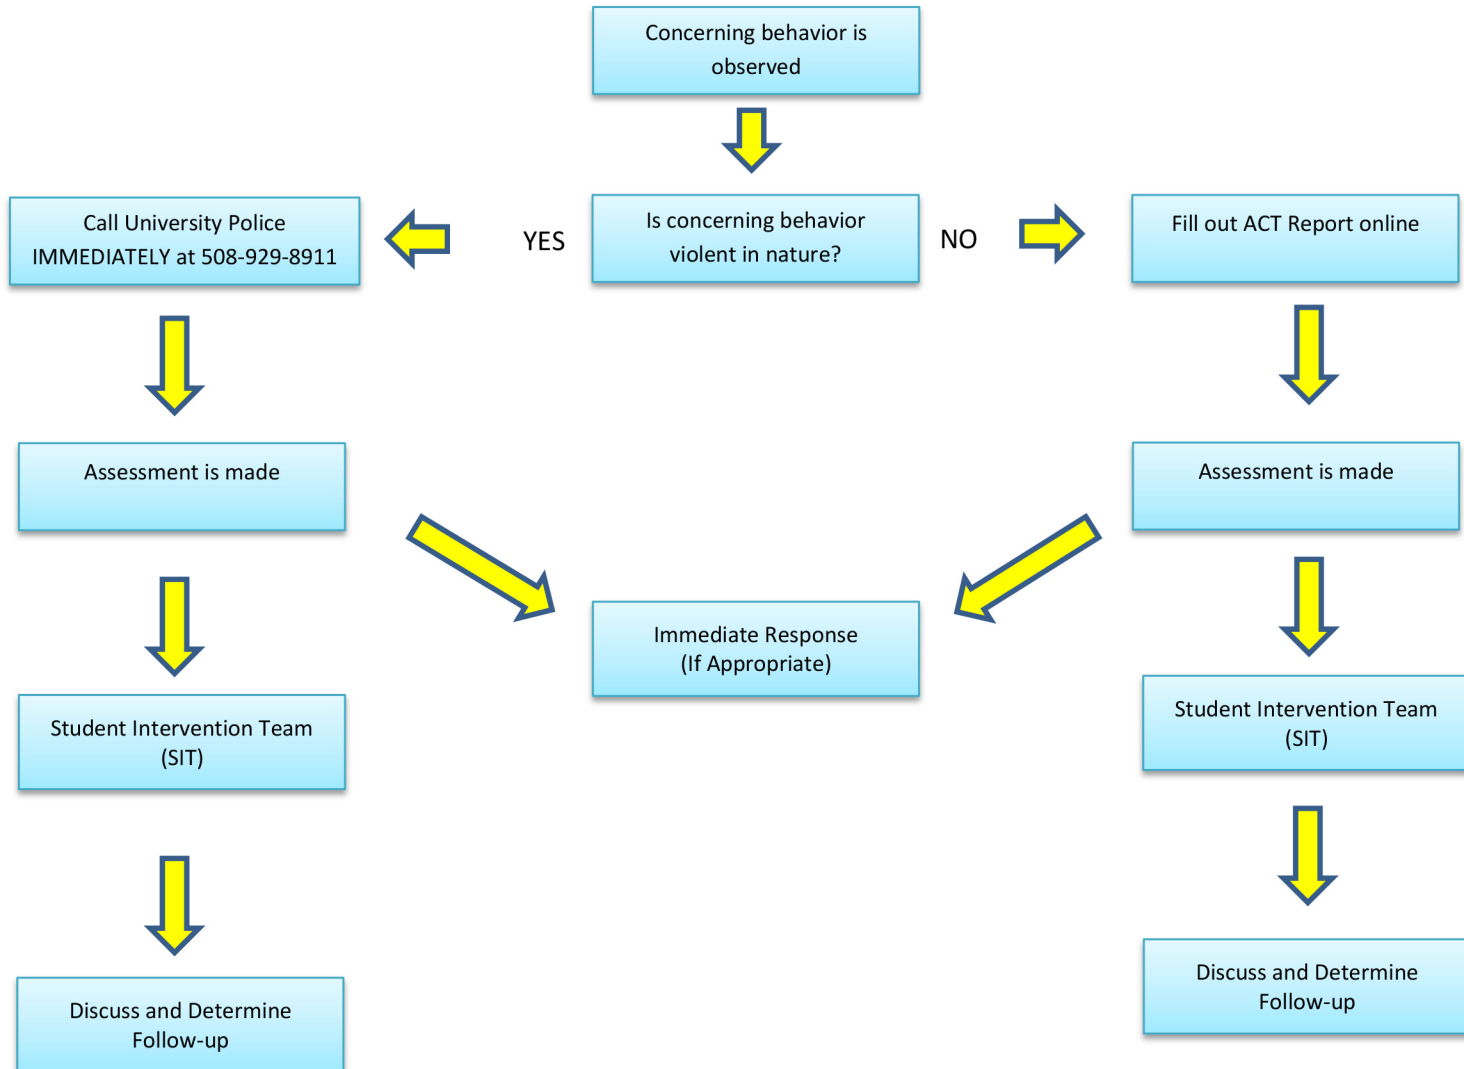 Concerning behavior is
observed
Call University Police
IMMEDIATELY at 508-929-8911
YES
Is concerning behavior
violent in nature?
NO
Fill out ACT Report online
Assessment is made
Assessment is made
Immediate Response
(If Appropriate)
Student Intervention Team
(SIT)
Student Intervention Team
(SIT)
Discuss and Determine
Follow-up
Discuss and Determine
Follow-up